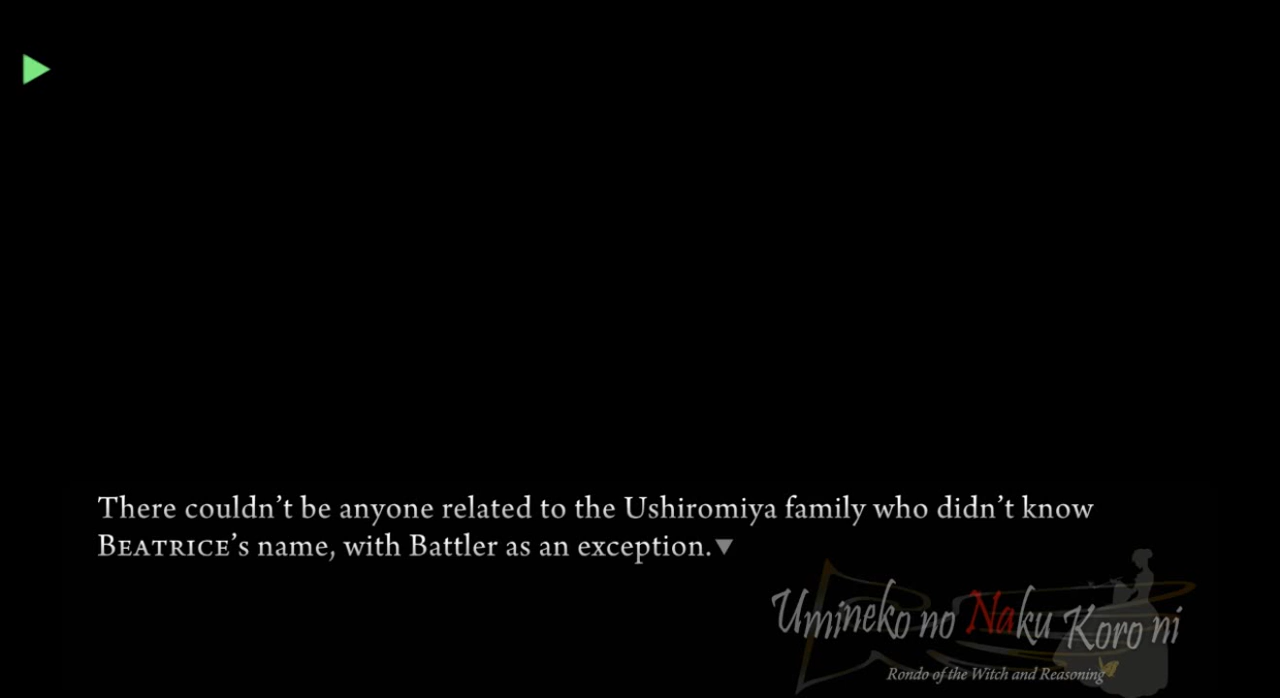 There couldn’t be anyone related to the Ushiromiya family who didn’t know
BEATRICE’s name, with Battler as an exception.
Umineko no Naku Koro ni
Rondo of the Witch and Reasoning